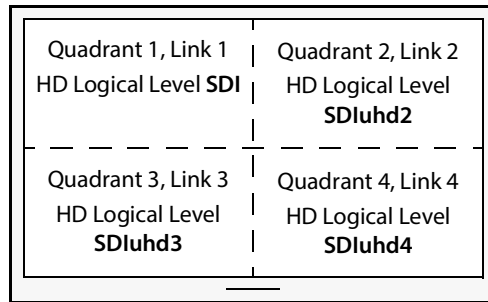 Quadrant 1, Link 1
HD Logical Level SDI
Quadrant 2, Link 2
HD Logical Level
SDIuhd2
Quadrant 3, Link 3
HD Logical Level
SDIuhd3
Quadrant 4, Link 4
HD Logical Level
SDIuhd4